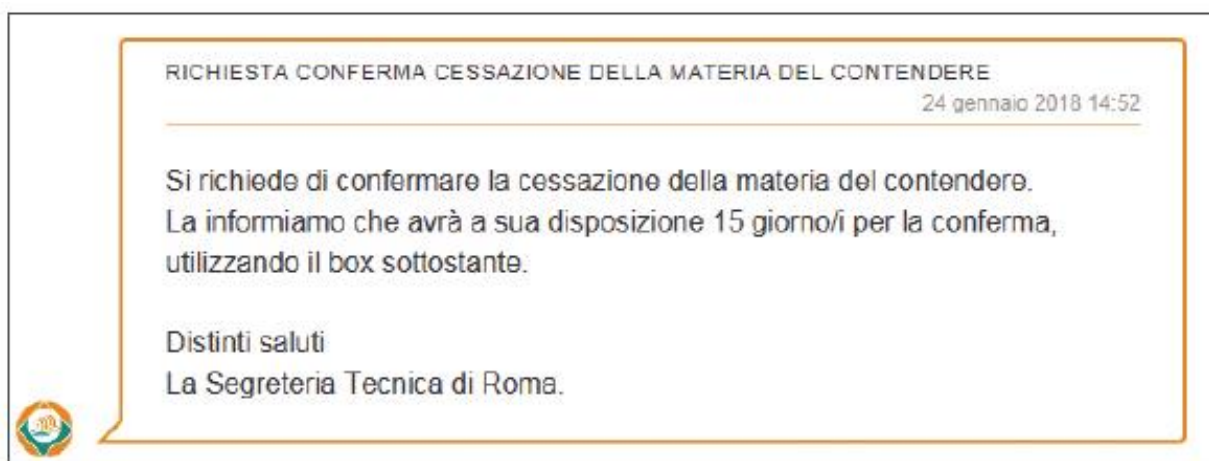 RICHIESTA CONFERMA CESSAZIONE DELLA MATERIA DEL CONTENDERE
24 gennaio 2018 14:52
Si richiede di confermare la cessazione della materia del contendere.
La informiamo che avrà a sua disposizione 15 giorno/i per la conferma,
utilizzando il box sottostante.
Distinti saluti
La Segreteria Tecnica di Roma.